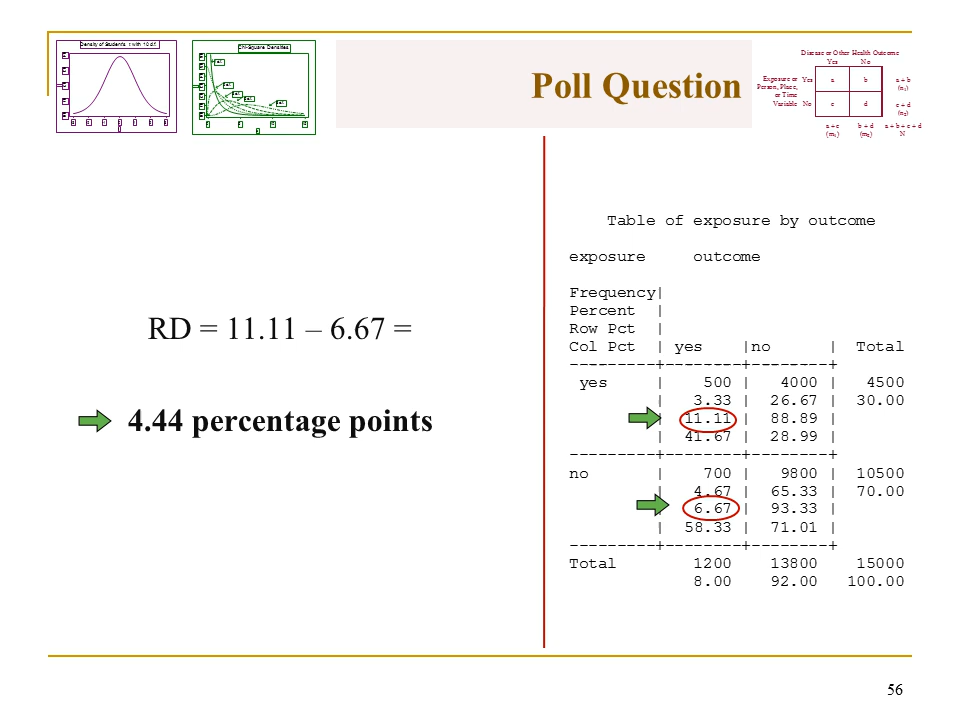 Density of Student's t with 10 d.f.
Chi-Square Densities
Poll Question
Disease or Other Health Outcome
Yes No
Exposure or Person, Place, or Time Variable
Yes a b a + b (n1)
No c d c + d (n2)
a + c (m1) b + d (m2) a + b + c + d N
RD = 11.11 – 6.67 =
4.44 percentage points
Table of exposure by outcome
exposure     outcome
Frequency|
Percent  |
Row Pct  |
Col Pct  | yes    |no      |  Total
---------+--------+--------+
 yes     |    500 |   4000 |   4500
         |   3.33 |  26.67 |  30.00
         |  11.11 |  88.89 |
         |  41.67 |  28.99 |
---------+--------+--------+
no       |    700 |   9800 |  10500
         |   4.67 |  65.33 |  70.00
         |   6.67 |  93.33 |
         |  58.33 |  71.01 |
---------+--------+--------+
Total        1200    13800    15000
             8.00    92.00   100.00
56